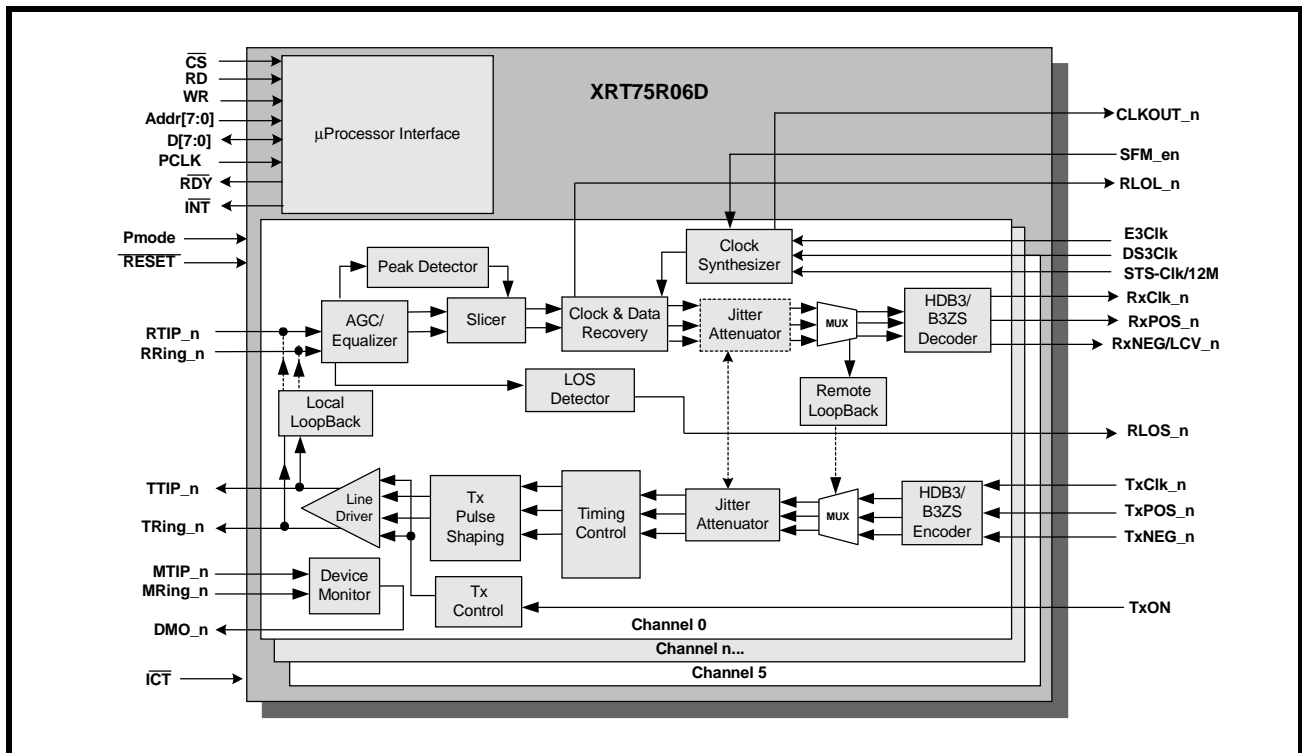 XRT75R06D
CS
RD
WR
Addr[7:0]
D[7:0]
PCLK
RDY
INT
Pmode
RESET
RTIP_n
RRing_n
TTIP_n
TRing_n
MTIP_n
MRing_n
DMO_n
ICT
µProcessor Interface
Peak Detector
AGC/
Equalizer
Slicer
Clock & Data
Recovery
Clock
Synthesizer
Jitter
Attenuator
MUX
HDB3/
B3ZS
Decoder
LOS
Detector
Remote
LoopBack
Local
LoopBack
Line
Driver
Tx
Pulse
Shaping
Timing
Control
Jitter
Attenuator
MUX
HDB3/
B3ZS
Encoder
Device
Monitor
Tx
Control
Channel 0
Channel n...
Channel 5
CLKOUT_n
SFM_en
RLOL_n
E3Clk
DS3Clk
STS-Clk/12M
RxClk_n
RxPOS_n
RxNEG/LCV_n
RLOS_n
TxClk_n
TxPOS_n
TxNEG_n
TxON